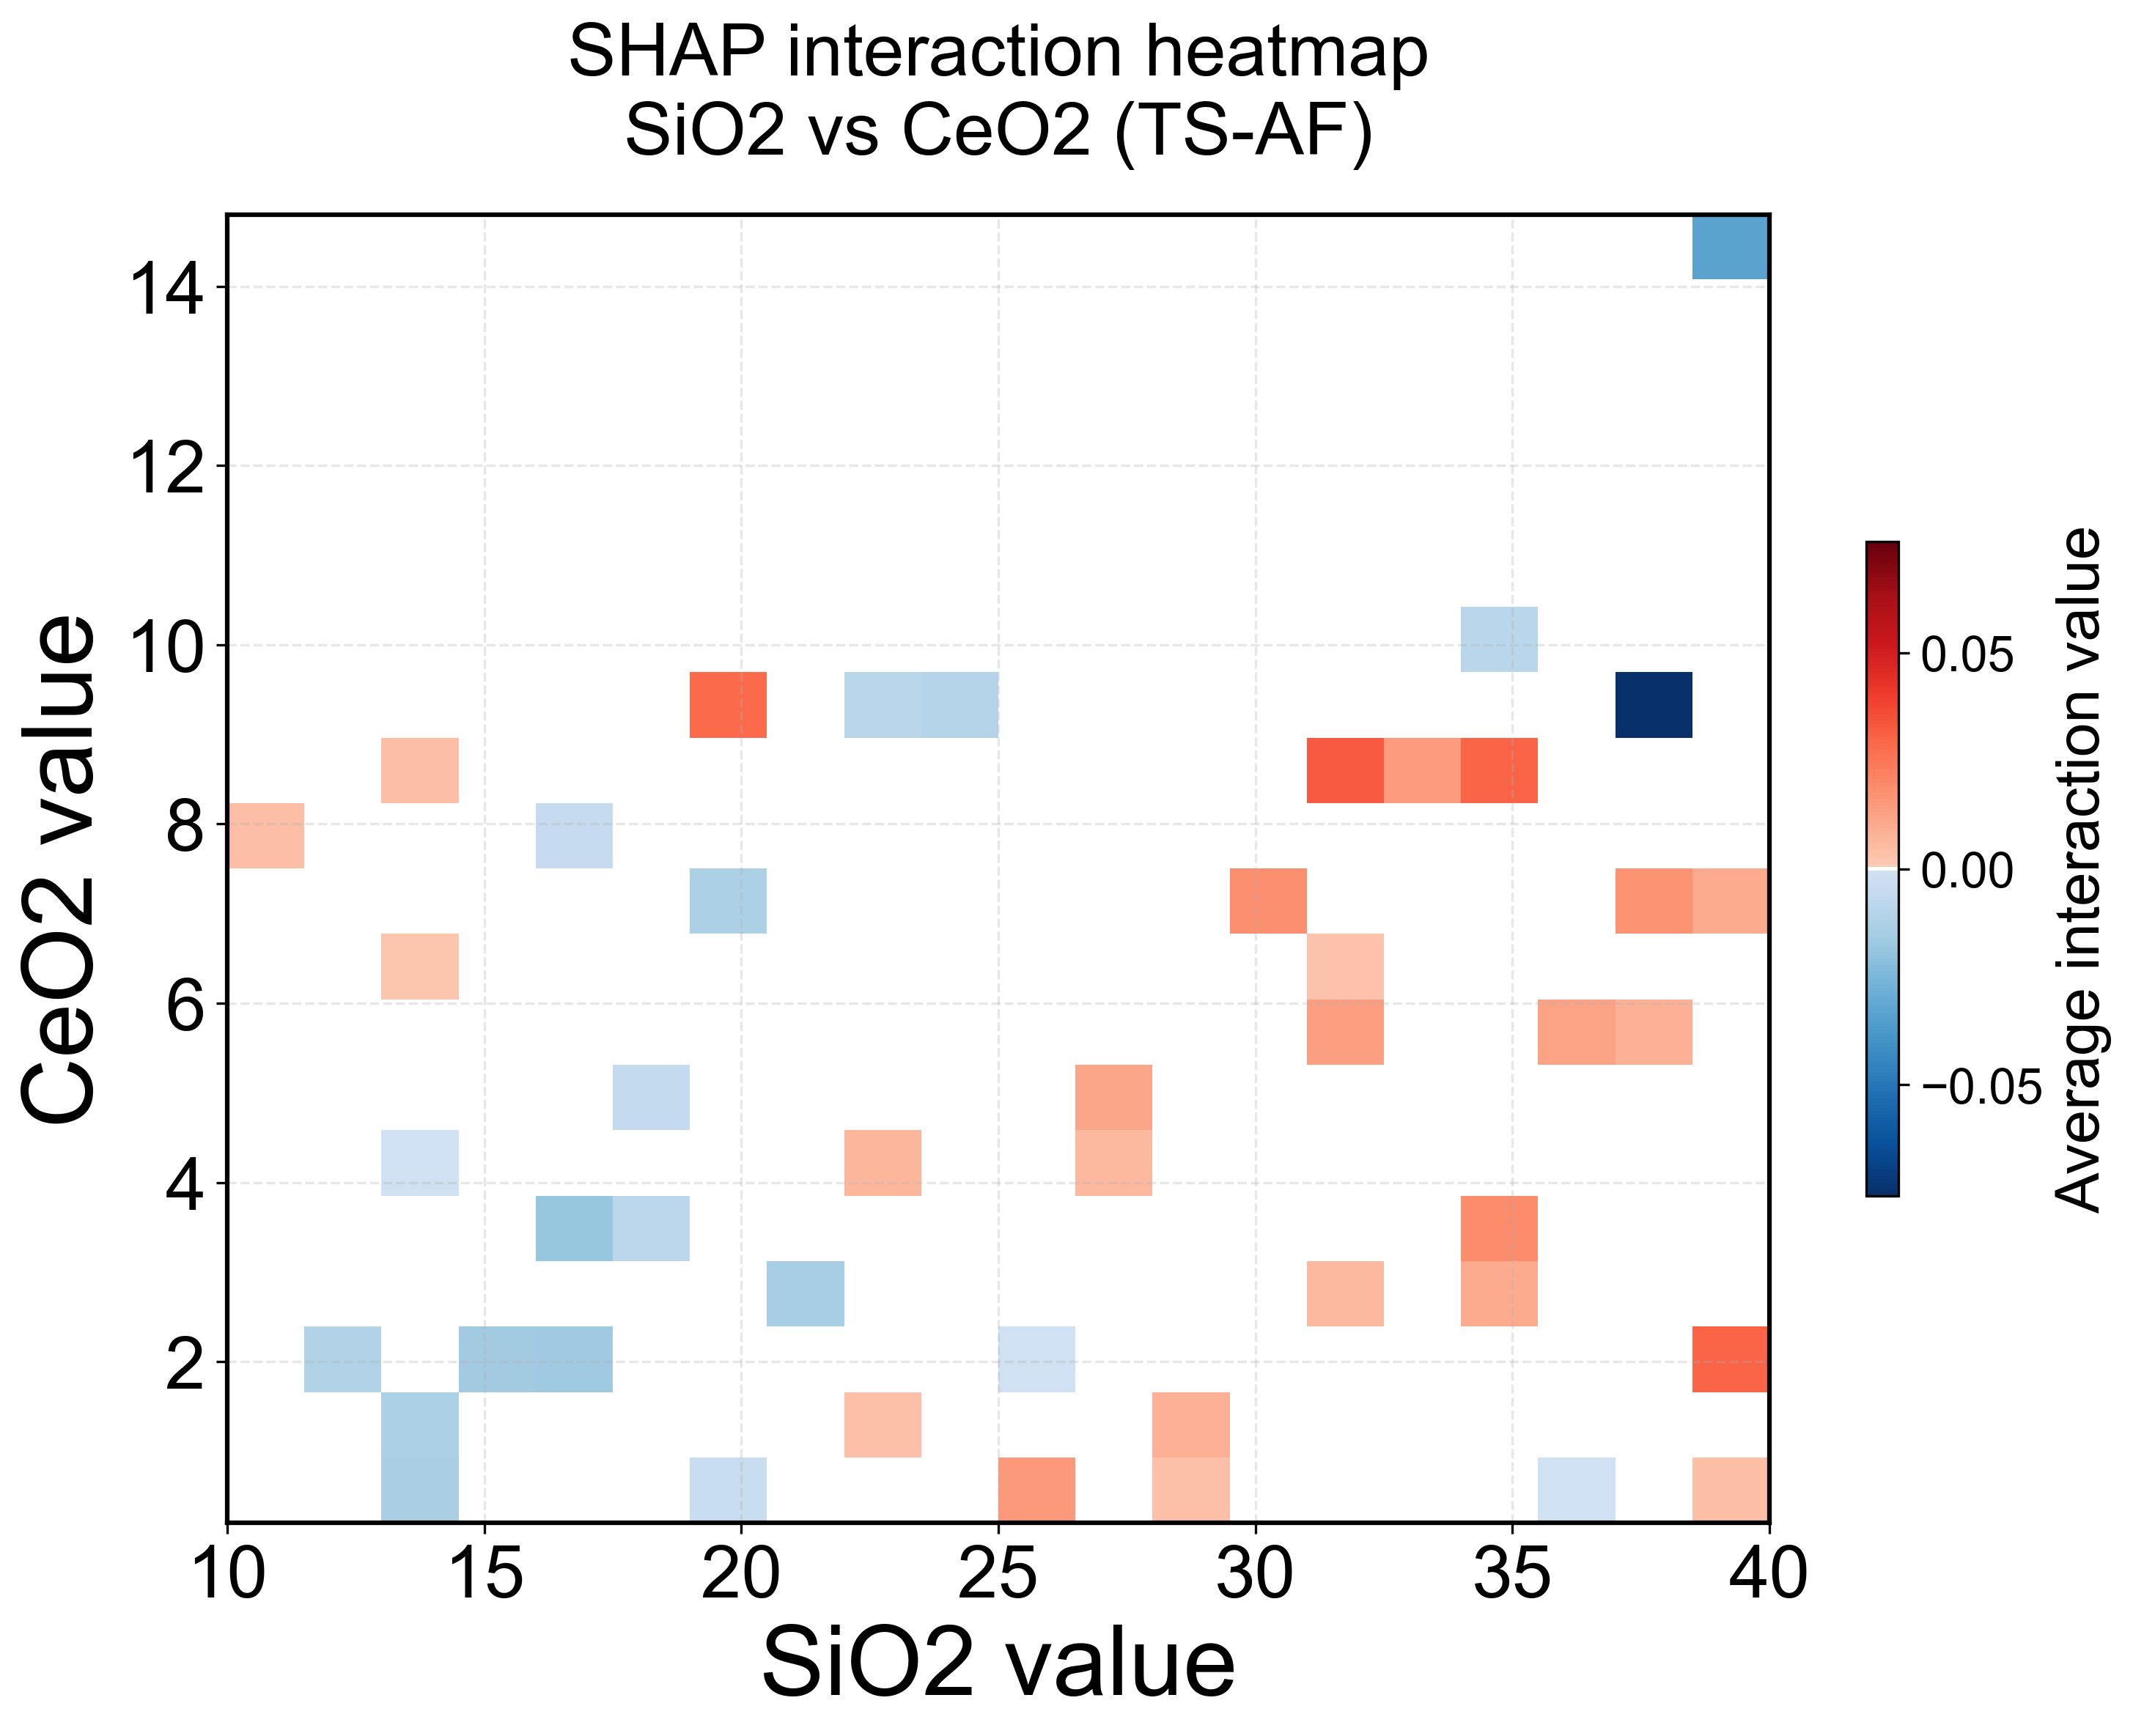 SHAP interaction heatmap
SiO2 vs CeO2 (TS-AF)
CeO2 value
14
12
10
8
6
4
2
10 15 20 25 30 35 40
SiO2 value
0.05
0.00
−0.05
Average interaction value